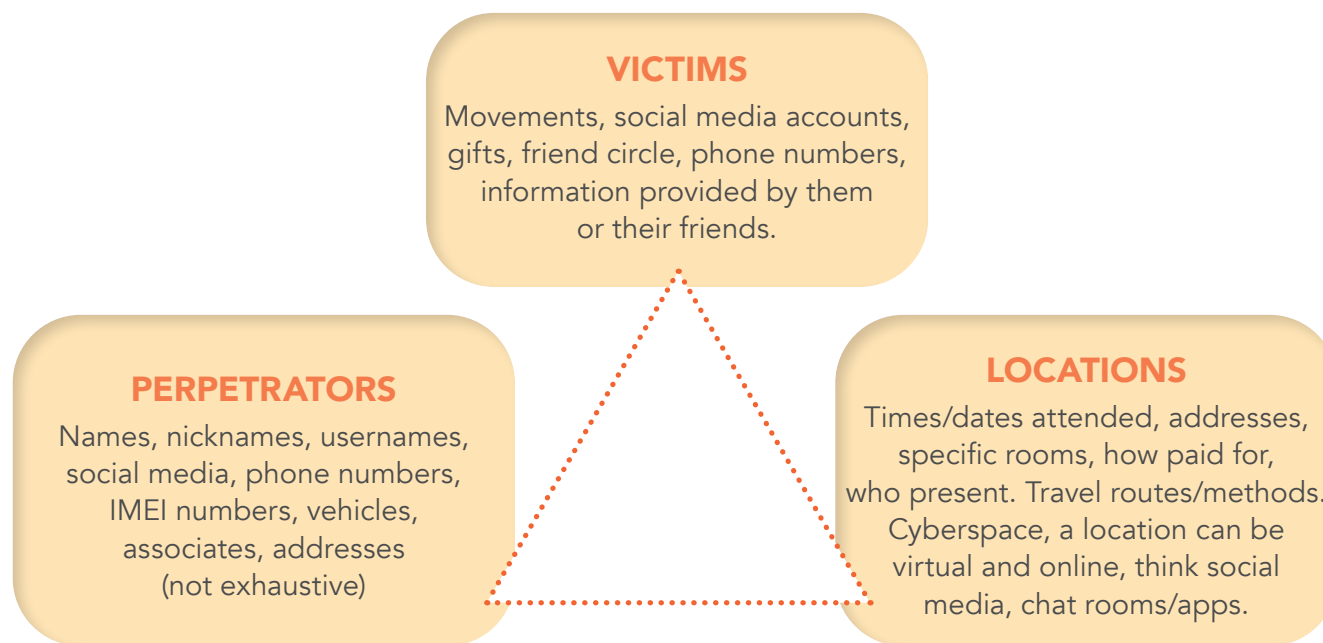 VICTIMS
Movements, social media accounts,
gifts, friend circle, phone numbers,
information provided by them
or their friends.
PERPETRATORS
Names, nicknames, usernames,
social media, phone numbers,
IMEI numbers, vehicles,
associates, addresses
(not exhaustive)
LOCATIONS
Times/dates attended, addresses,
specific rooms, how paid for,
who present. Travel routes/methods.
Cyberspace, a location can be
virtual and online, think social
media, chat rooms/apps.